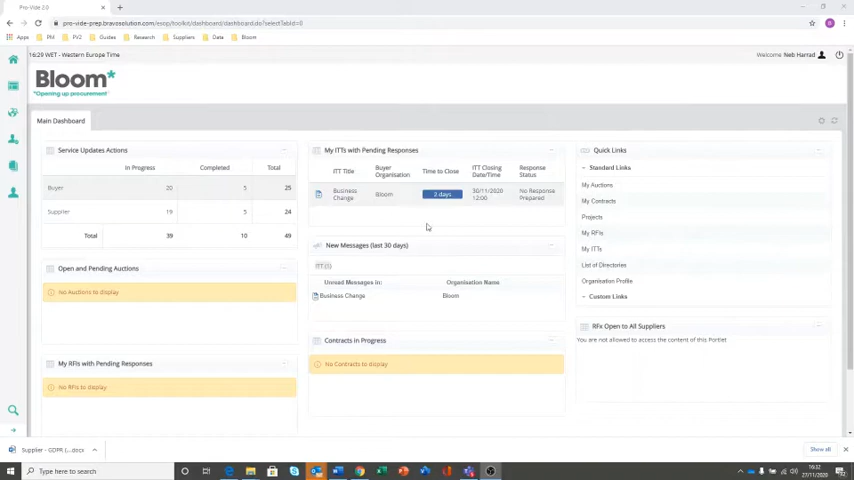 Pro-Vide 2.0
pro-vide-prep.bravosolution.com/esop/toolkit/dashboard/dashboard.do?selectTabId=0
Apps PM PV2 Guides Research Suppliers Data Bloom
16:29 WET - Western Europe Time
Welcome Neb Harrad
Bloom*
"Opening up procurement"
Main Dashboard
Service Updates Actions
In Progress Completed Total
Buyer 20 5 25
Supplier 19 5 24
Total 39 10 49
Open and Pending Auctions
No Auctions to display
My RFIs with Pending Responses
No RFIs to display
My ITTs with Pending Responses
ITT Title Buyer Organisation Time to Close ITT Closing Date/Time Response Status
Business Change Bloom 2 days 30/11/2020 12:00 No Response Prepared
New Messages (last 30 days)
ITT (1)
Unread Messages in: Organisation Name
Business Change Bloom
Contracts in Progress
No Contracts to display
Quick Links
Standard Links
My Auctions
My Contracts
Projects
My RFIs
My ITTs
List of Directories
Organisation Profile
Custom Links
RFx Open to All Suppliers
You are not allowed to access the content of this Portlet
Supplier - GDPR (....docx
Show all
Type here to search
16:32
27/11/2020